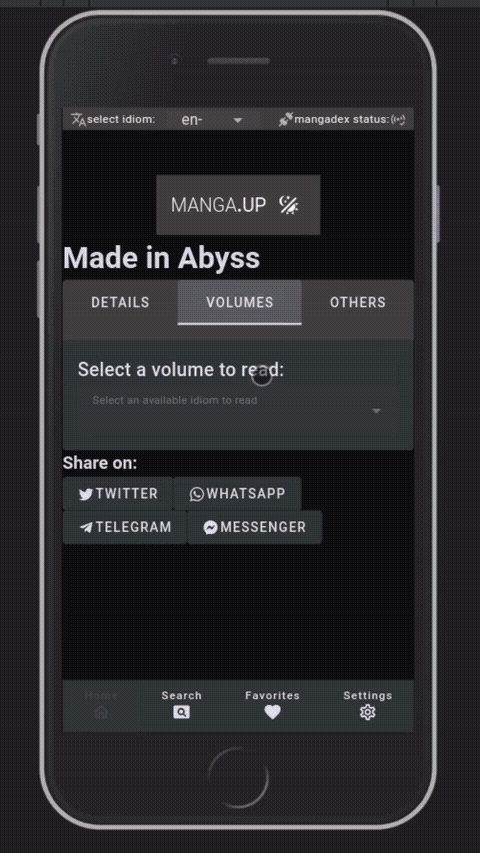 select idiom: en- mangadex status:
MANGA.UP
Made in Abyss
DETAILS VOLUMES OTHERS
Select a volume to read:
Select an available idiom to read
Share on:
TWITTER WHATSAPP
TELEGRAM MESSENGER
Home Search Favorites Settings